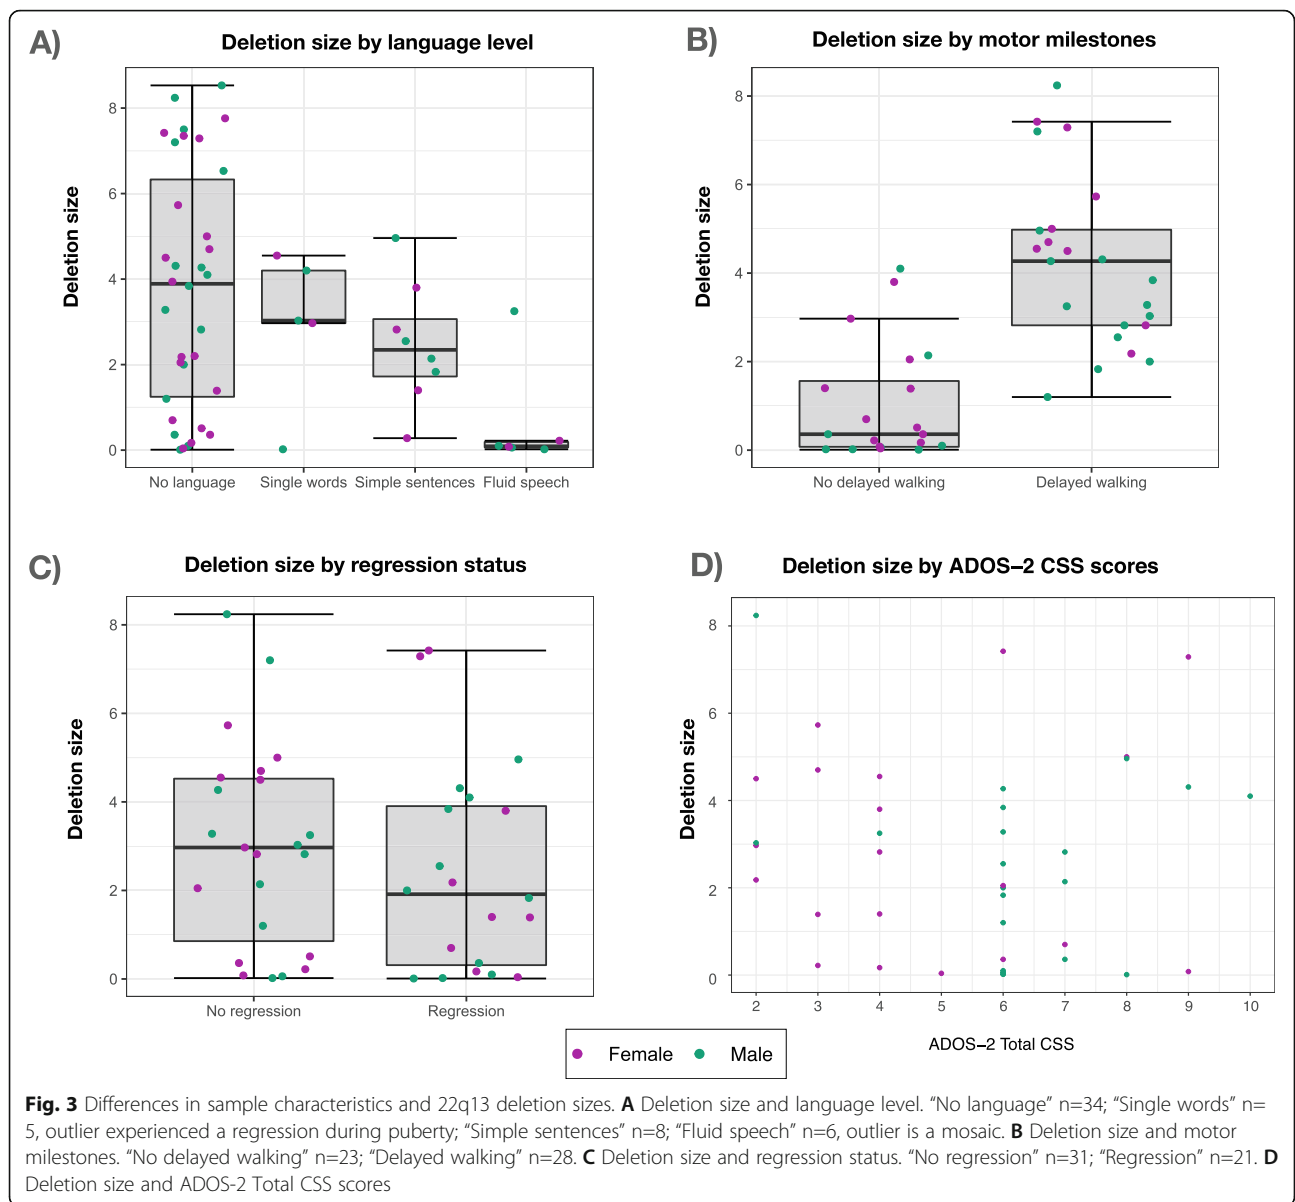 A)
Deletion size by language level
Deletion size
8
6
4
2
0
No language
Single words
Simple sentences
Fluid speech
B)
Deletion size by motor milestones
Deletion size
8
6
4
2
0
No delayed walking
Delayed walking
C)
Deletion size by regression status
Deletion size
8
6
4
2
0
No regression
Regression
D)
Deletion size by ADOS–2 CSS scores
Deletion size
8
6
4
2
0
2 3 4 5 6 7 8 9 10
ADOS–2 Total CSS
Female Male
Fig. 3 Differences in sample characteristics and 22q13 deletion sizes. A Deletion size and language level. “No language” n=34; “Single words” n=
5, outlier experienced a regression during puberty; “Simple sentences” n=8; “Fluid speech” n=6, outlier is a mosaic. B Deletion size and motor
milestones. “No delayed walking” n=23; “Delayed walking” n=28. C Deletion size and regression status. “No regression” n=31; “Regression” n=21. D
Deletion size and ADOS-2 Total CSS scores